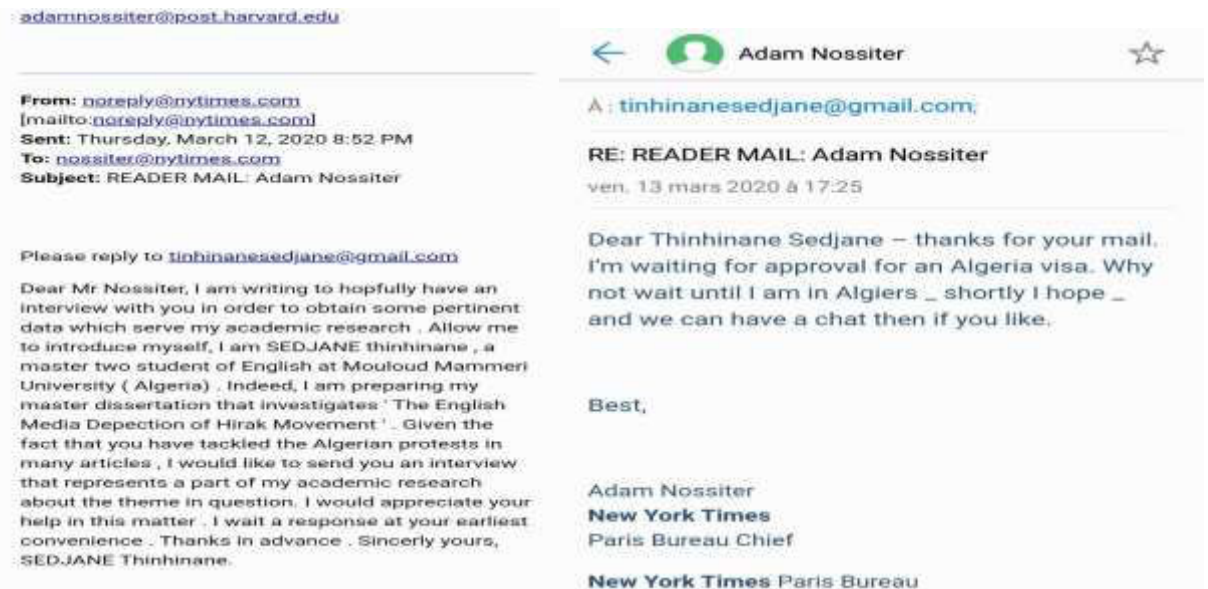 adamnossiter@post.harvard.edu
From: noreply@nytimes.com
[mailto:noreply@nytimes.com]
Sent: Thursday, March 12, 2020 8:52 PM
To: nossiter@nytimes.com
Subject: READER MAIL: Adam Nossiter
Please reply to tinhinanesedjane@gmail.com
Dear Mr Nossiter, I am writing to hopefully have an
interview with you in order to obtain some pertinent
data which serve my academic research . Allow me
to introduce myself, I am SEDJANE thinhinane , a
master two student of English at Mouloud Mammeri
University ( Algeria) . Indeed, I am preparing my
master dissertation that investigates ' The English
Media Depection of Hirak Movement ' . Given the
fact that you have tackled the Algerian protests in
many articles , I would like to send you an interview
that represents a part of my academic research
about the theme in question. I would appreciate your
help in this matter . I wait a response at your earliest
convenience . Thanks in advance . Sincerly yours,
SEDJANE Thinhinane.
Adam Nossiter
A : tinhinanesedjane@gmail.com;
RE: READER MAIL: Adam Nossiter
ven. 13 mars 2020 à 17:25
Dear Thinhinane Sedjane – thanks for your mail.
I'm waiting for approval for an Algeria visa. Why
not wait until I am in Algiers _ shortly I hope _
and we can have a chat then if you like.
Best,
Adam Nossiter
New York Times
Paris Bureau Chief
New York Times Paris Bureau